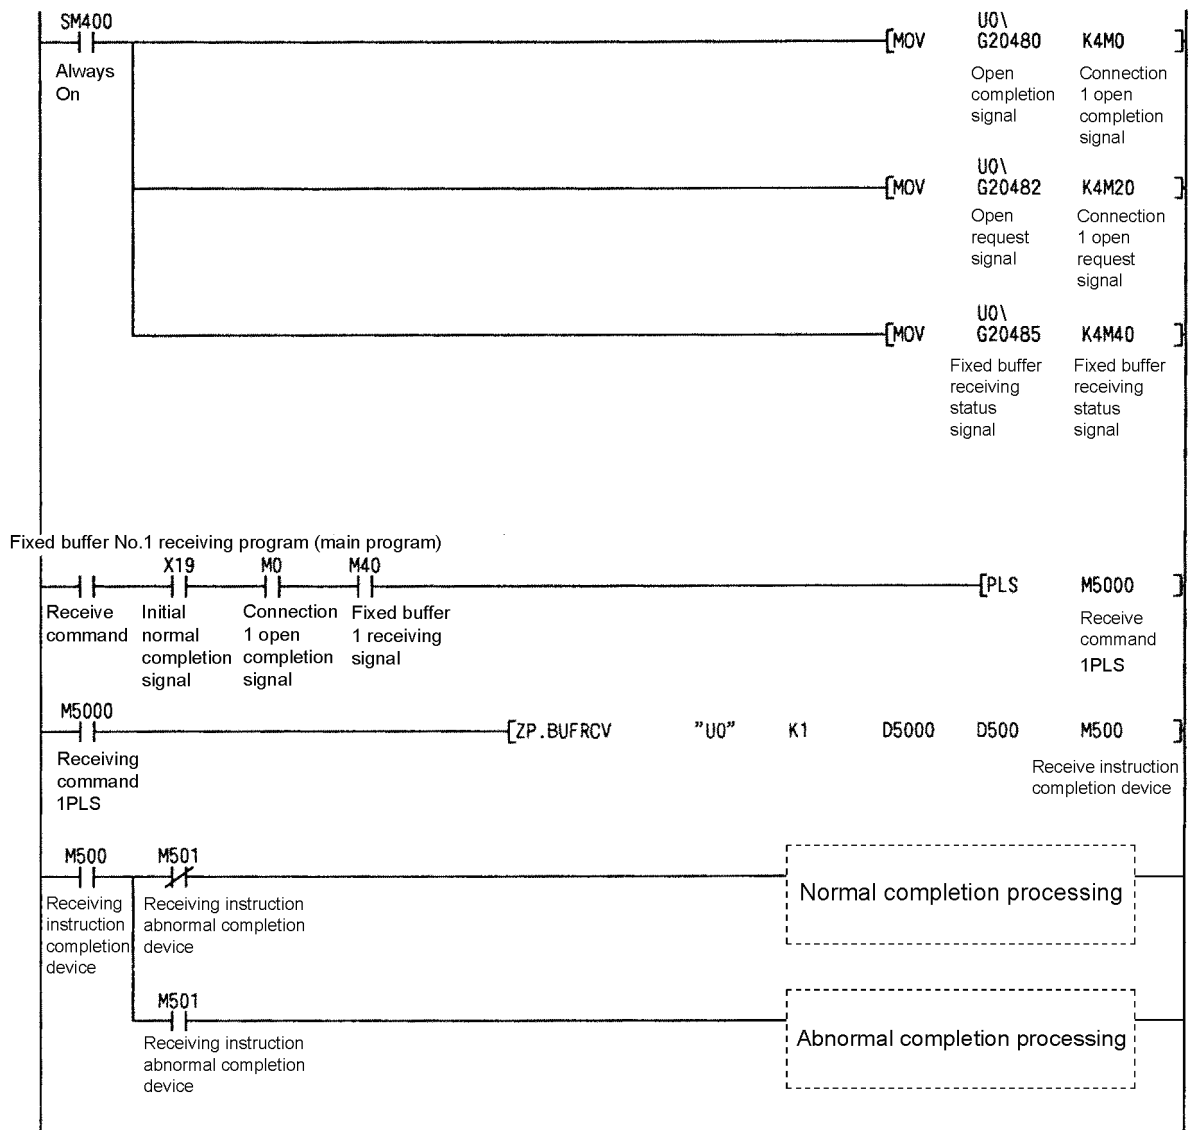 SM400
Always
On
[MOV U0\
G20480 K4M0 ]
Open
completion
signal
Connection
1 open
completion
signal
[MOV U0\
G20482 K4M20 ]
Open
request
signal
Connection
1 open
request
signal
[MOV U0\
G20485 K4M40 ]
Fixed buffer
receiving
status
signal
Fixed buffer
receiving
status
signal
Fixed buffer No.1 receiving program (main program)
X19 M0 M40
[PLS M5000 ]
Receive
command
Initial
normal
completion
signal
Connection
1 open
completion
signal
Fixed buffer
1 receiving
signal
Receive
command
1PLS
M5000
[ZP.BUFRCV "U0" K1 D5000 D500 M500 ]
Receiving
command
1PLS
Receive instruction
completion device
M500 M501
Receiving
instruction
completion
device
Receiving instruction
abnormal completion
device
Normal completion processing
M501
Receiving instruction
abnormal completion
device
Abnormal completion processing